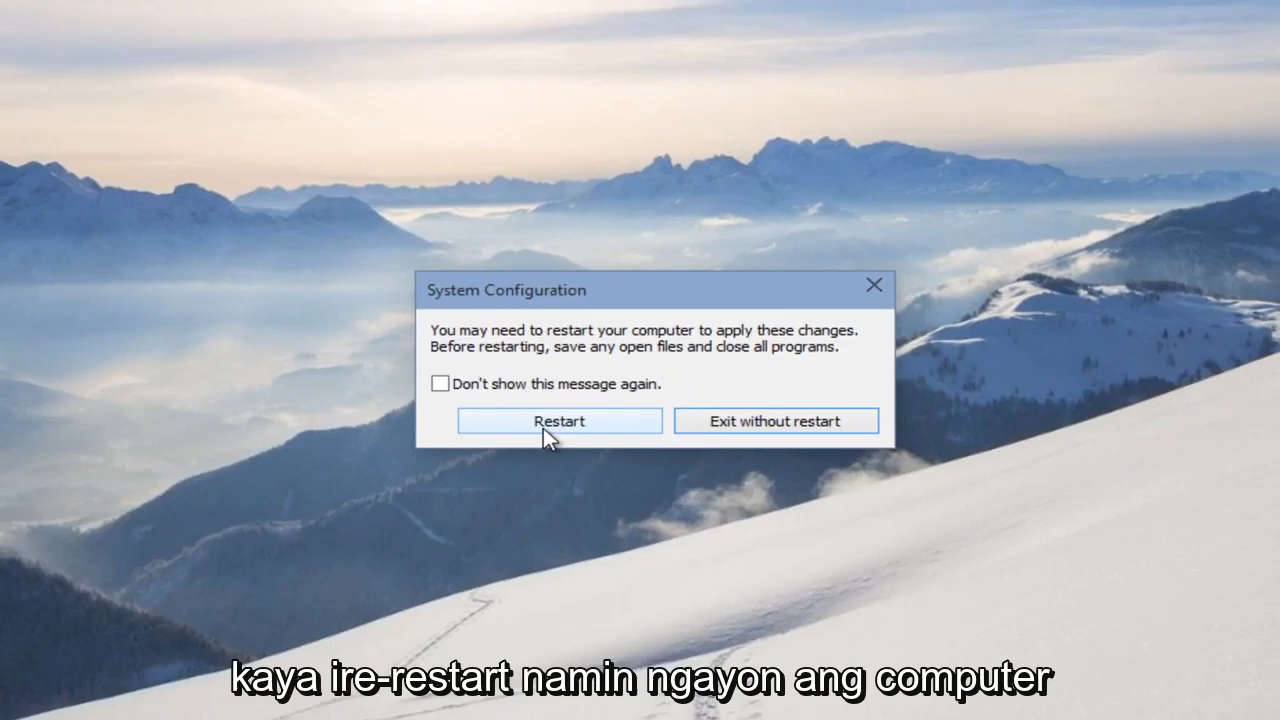 System Configuration
You may need to restart your computer to apply these changes.
Before restarting, save any open files and close all programs.
Don't show this message again.
Restart
Exit without restart
kaya ire-restart namin ngayon ang computer